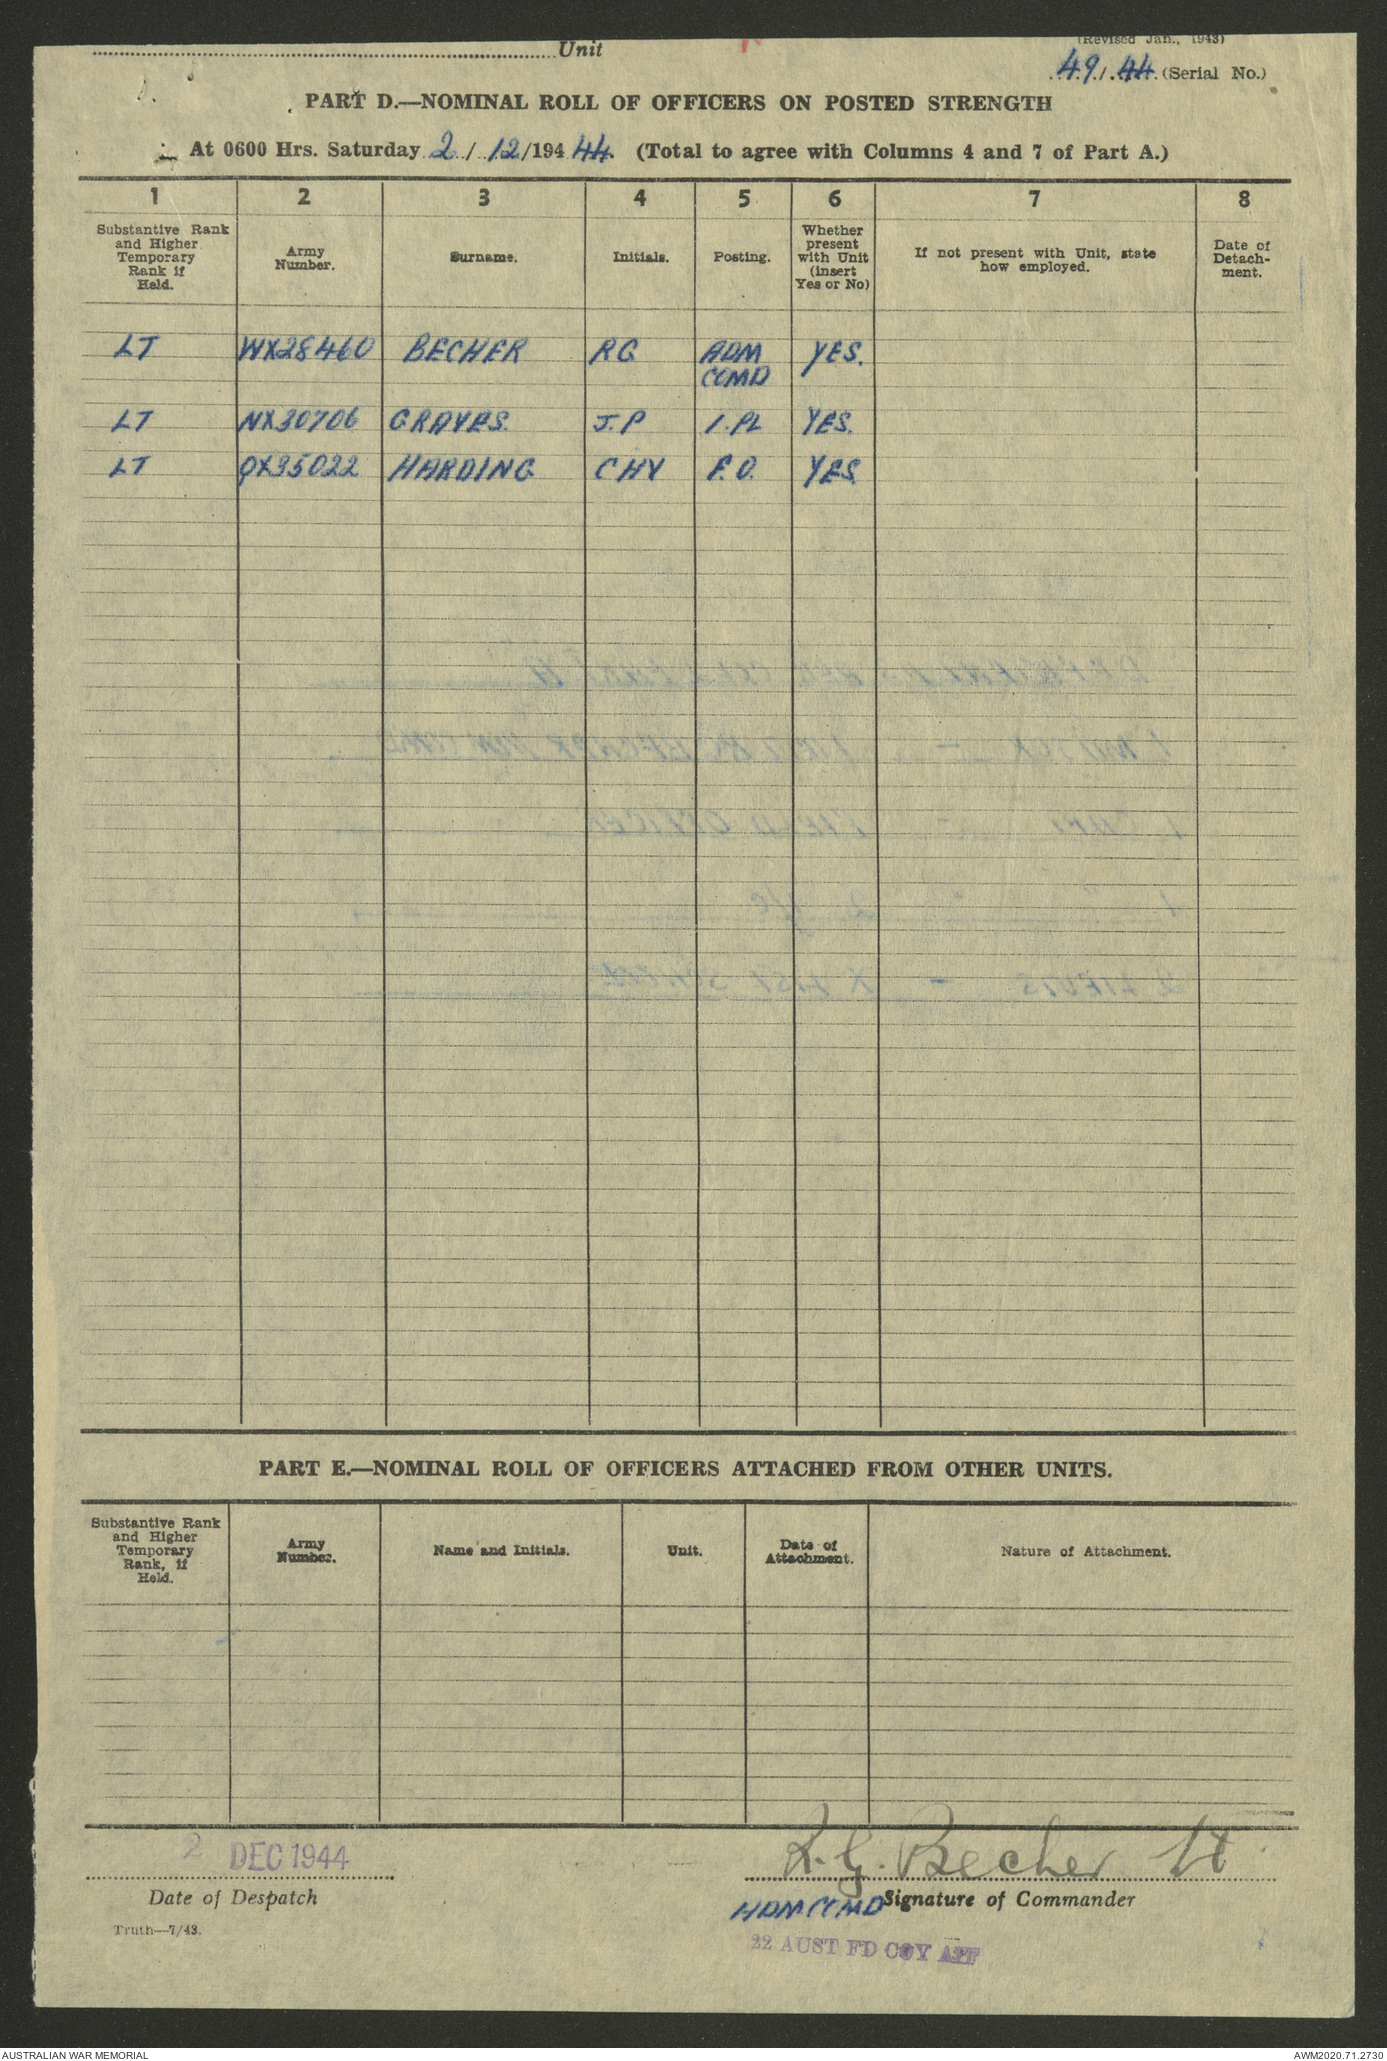 Unit
(Revised Jan., 1943)
49/44 (Serial No.)
PART D.—NOMINAL ROLL OF OFFICERS ON POSTED STRENGTH
At 0600 Hrs. Saturday 2/12/194 44. (Total to agree with Columns 4 and 7 of Part A.)
1 2 3 4 5 6 7 8
Substantive Rank and Higher Temporary Rank if Held.
Army Number.
Surname.
Initials.
Posting.
Whether present with Unit (insert Yes or No)
If not present with Unit, state how employed.
Date of Detachment.
LT WX28460 BECHER RG ADM COMD YES.
LT NX30706 GRAVES. J.P 1.PL YES.
LT QX35022 HARDING CHY F.O. YES
PART E.—NOMINAL ROLL OF OFFICERS ATTACHED FROM OTHER UNITS.
Substantive Rank and Higher Temporary Rank, if Held.
Army Number.
Name and Initials.
Unit.
Date of Attachment.
Nature of Attachment.
2 DEC 1944
Date of Despatch
Truth—7/43.
R.G. Becher Lt
Signature of Commander
ADM COMD
22 AUST FD COY AIF
AUSTRALIAN WAR MEMORIAL
AWM2020.71.2730